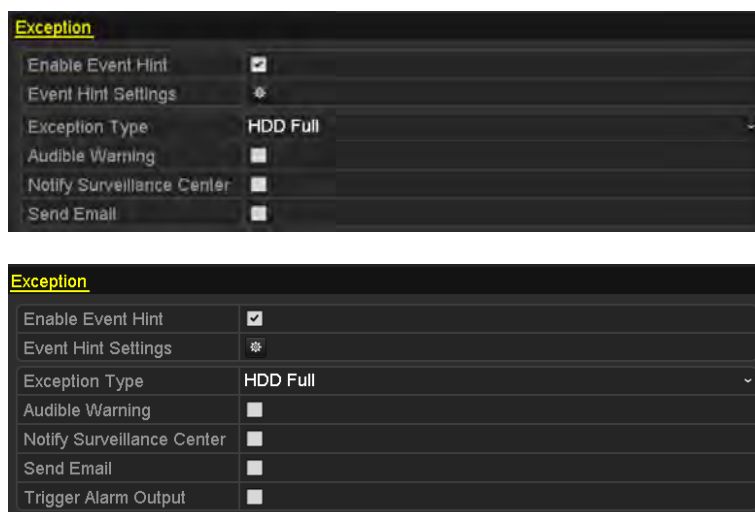 Exception
Enable Event Hint
Event Hint Settings
Exception Type HDD Full
Audible Warning
Notify Surveillance Center
Send Email
Exception
Enable Event Hint
Event Hint Settings
Exception Type HDD Full
Audible Warning
Notify Surveillance Center
Send Email
Trigger Alarm Output